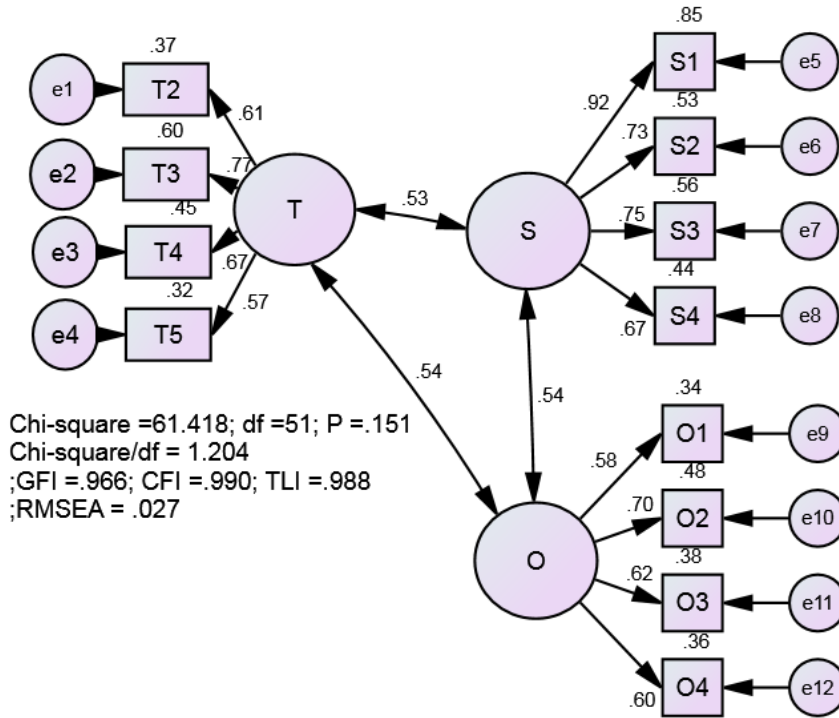 .37
e1
T2
.61
.60
e2
T3
.77
.45
e3
T4
.67
.32
e4
T5
.57
T
.53
S
.85
S1
e5
.92
.53
S2
e6
.73
.56
S3
e7
.75
.44
S4
e8
.67
.54
.54
Chi-square =61.418; df =51; P =.151
Chi-square/df = 1.204
;GFI =.966; CFI =.990; TLI =.988
;RMSEA = .027
O
.34
O1
e9
.58
.48
O2
e10
.70
.38
O3
e11
.62
.36
O4
e12
.60